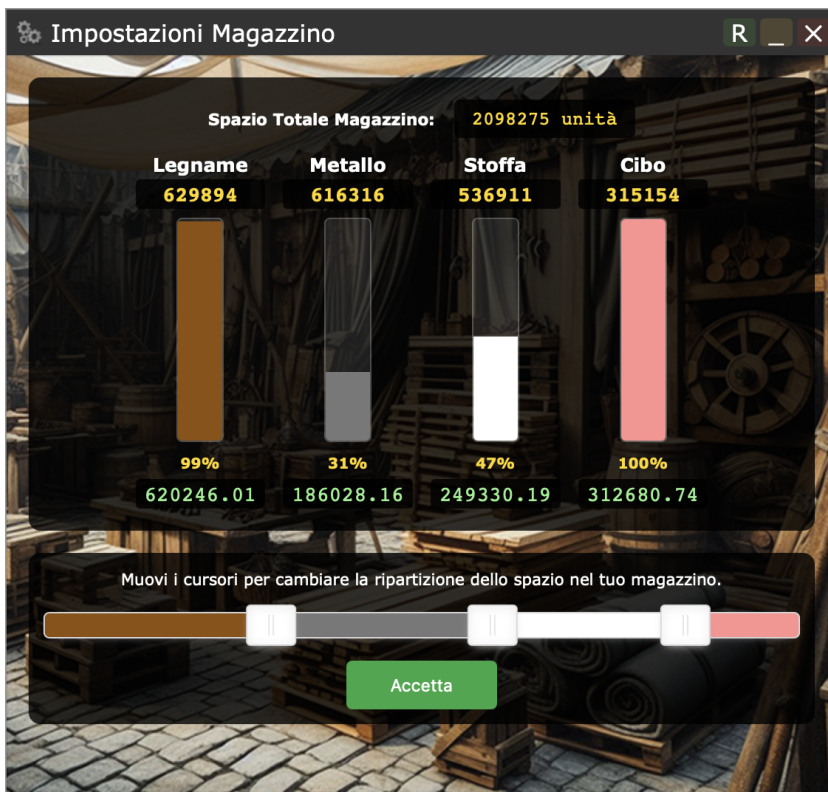 Impostazioni Magazzino R _ ×
Spazio Totale Magazzino: 2098275 unità
Legname Metallo Stoffa Cibo
629894 616316 536911 315154
99% 31% 47% 100%
620246.01 186028.16 249330.19 312680.74
Muovi i cursori per cambiare la ripartizione dello spazio nel tuo magazzino.
Accetta